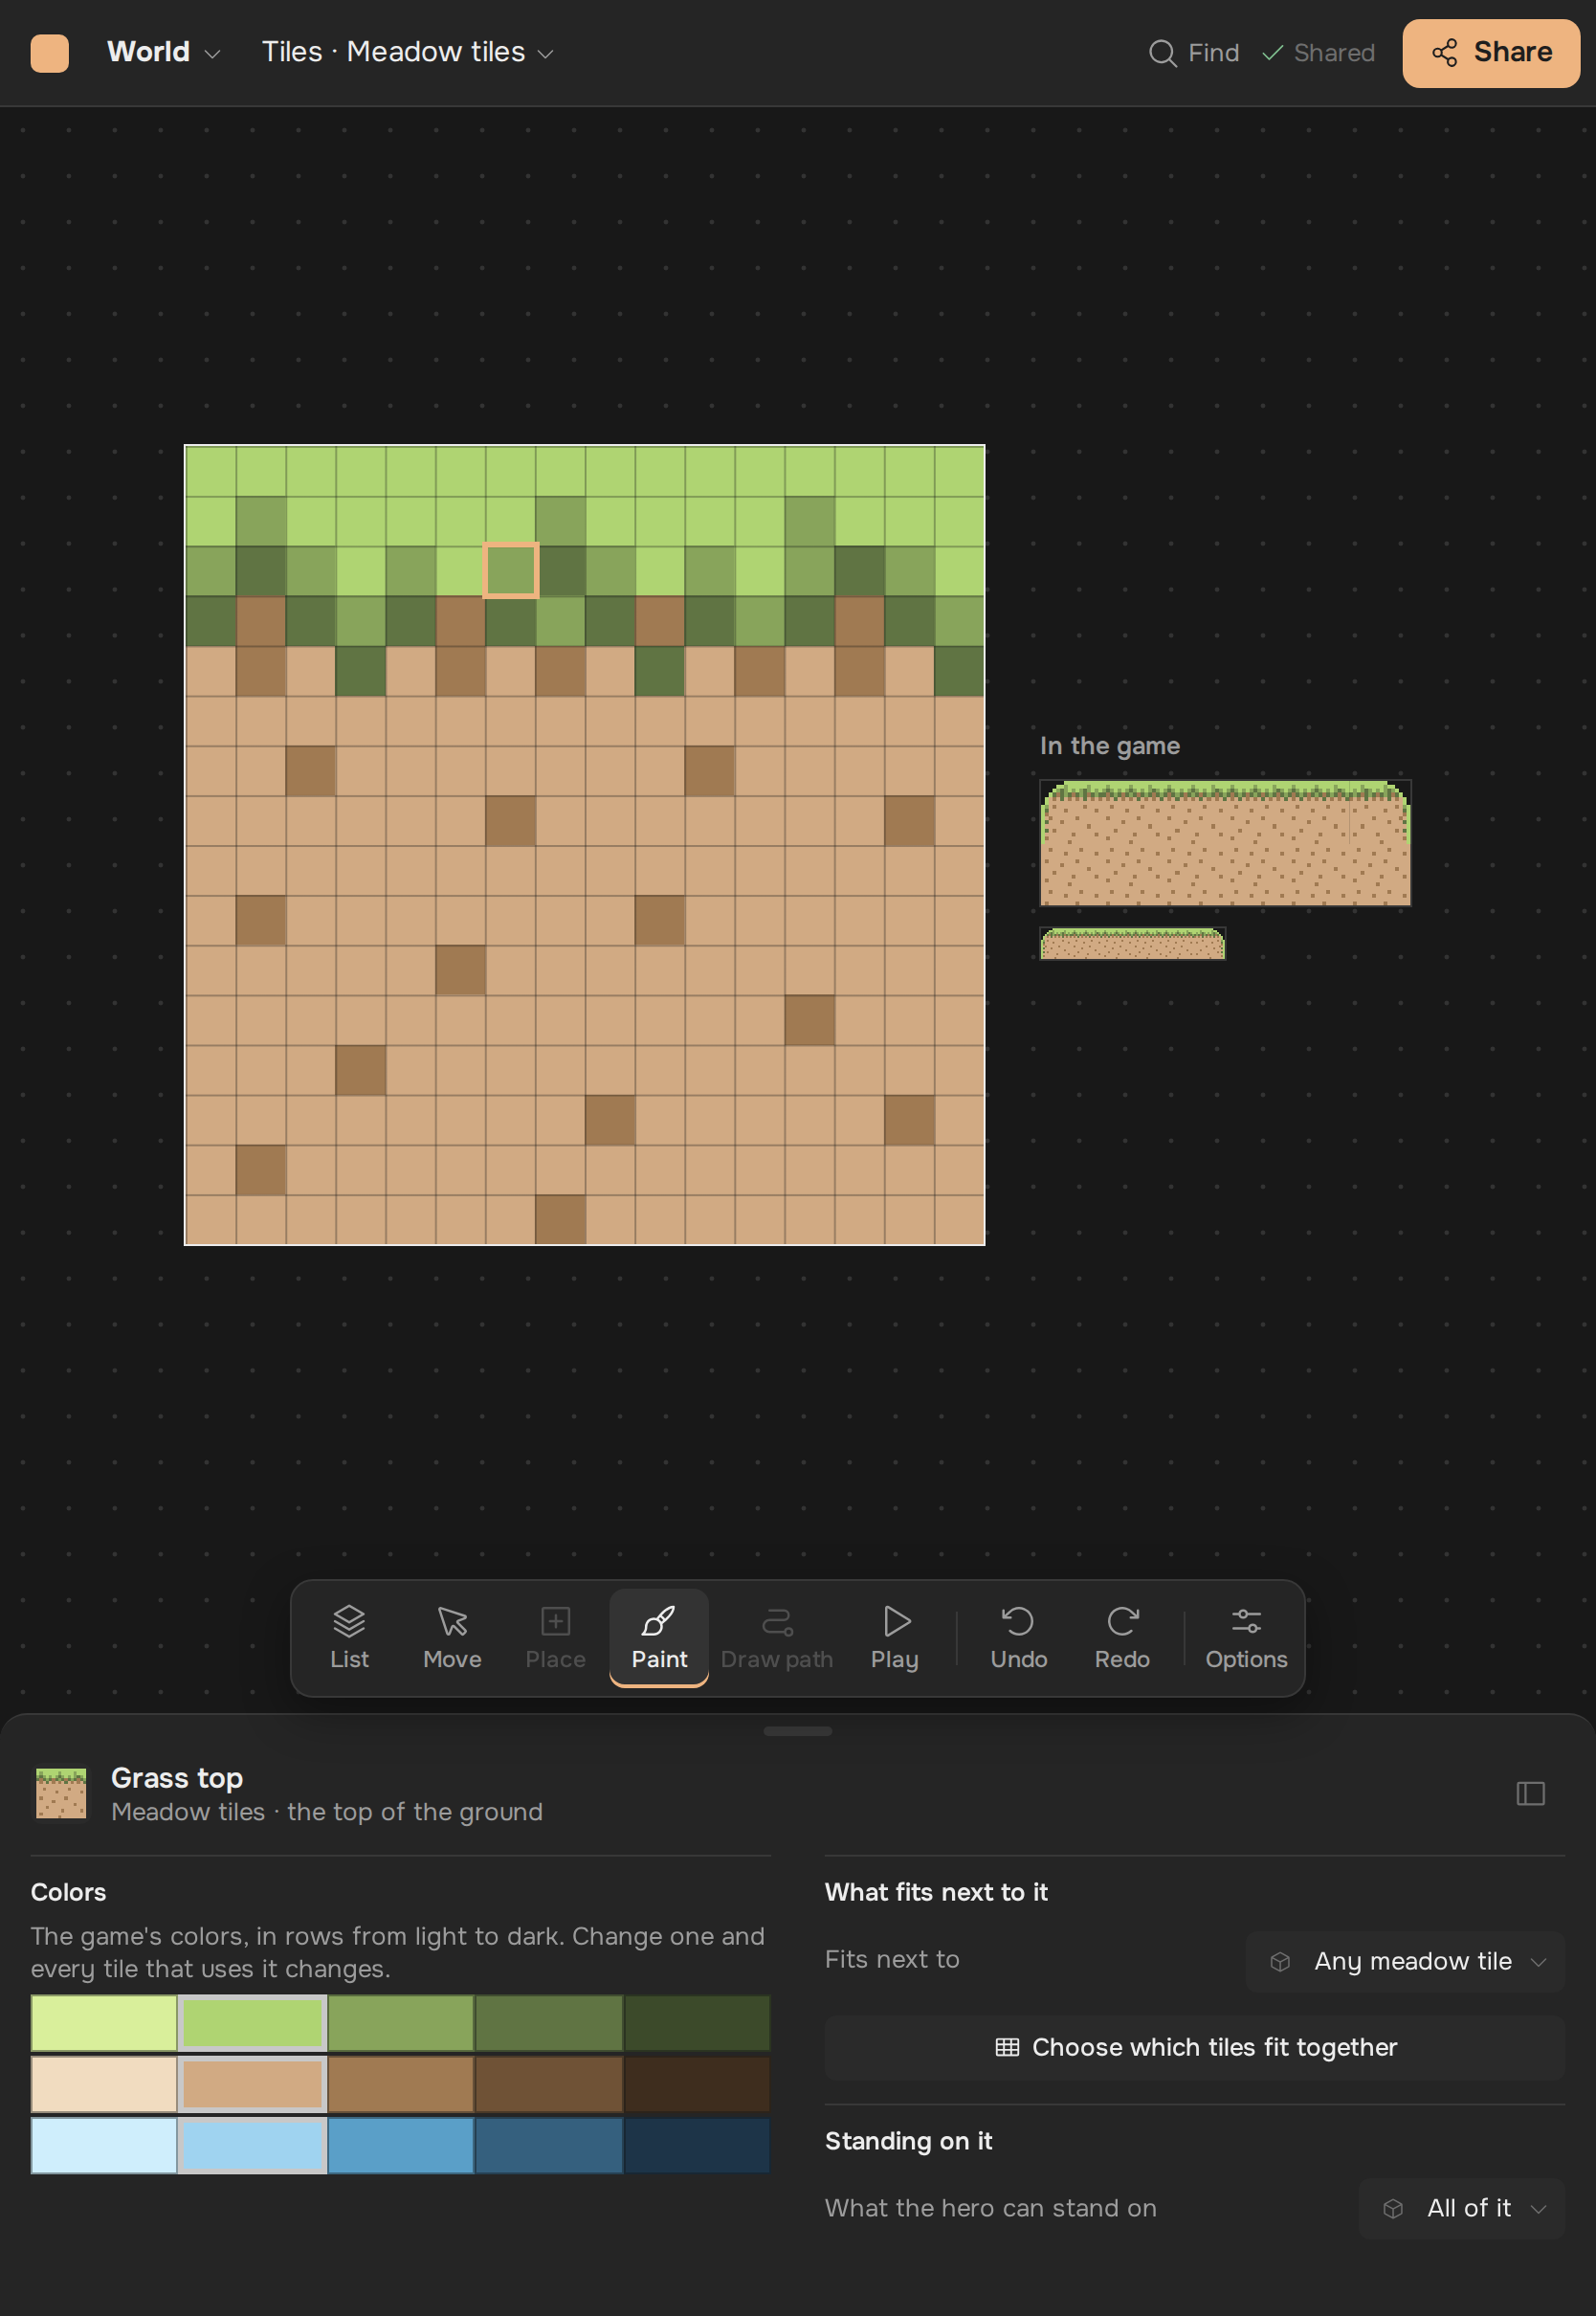 World
Tiles · Meadow tiles
Find
Shared
Share
In the game
List
Move
Place
Paint
Draw path
Play
Undo
Redo
Options
Grass top
Meadow tiles · the top of the ground
Colors
The game's colors, in rows from light to dark. Change one and
every tile that uses it changes.
What fits next to it
Fits next to
Any meadow tile
Choose which tiles fit together
Standing on it
What the hero can stand on
All of it